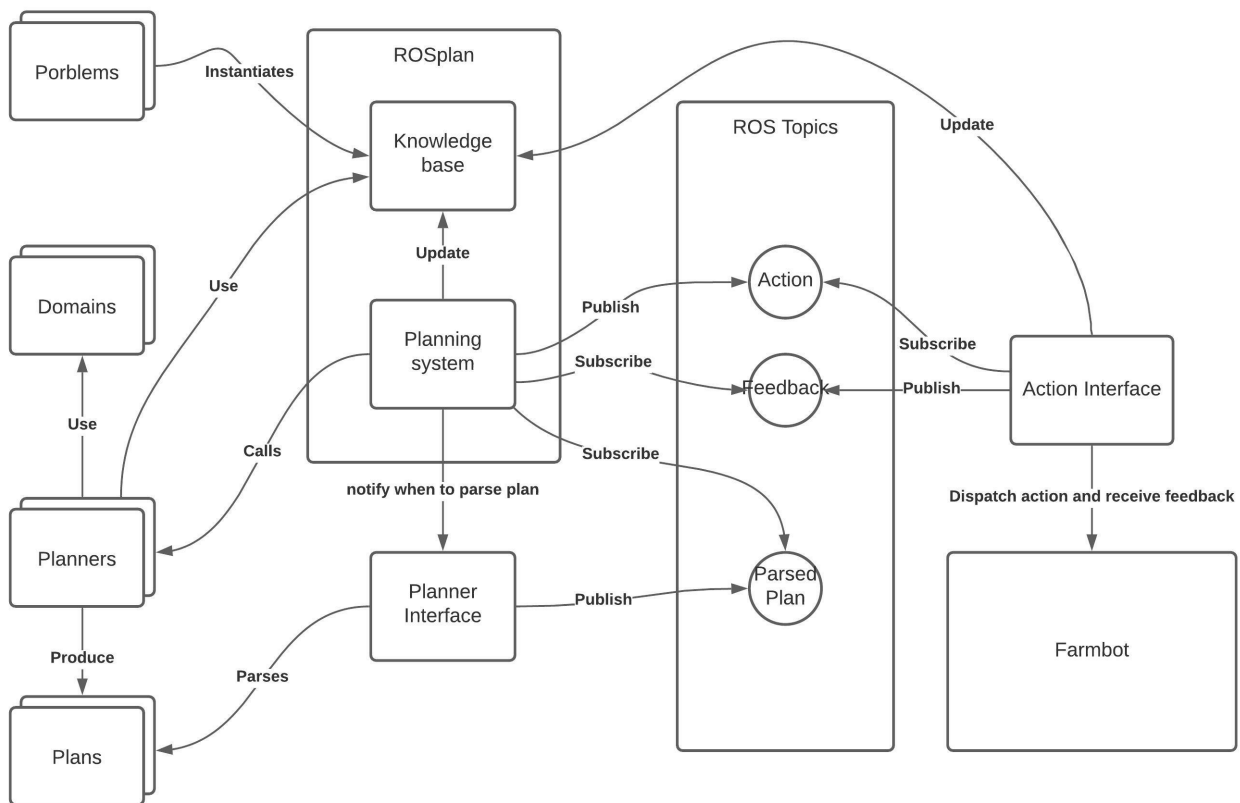 Porblems
Instantiates
ROSplan
Knowledge
base
ROS Topics
Update
Domains
Use
Update
Action
Publish
Planning
system
Subscribe
Subscribe
Feedback
Publish
Action Interface
Use
Calls
Subscribe
notify when to parse plan
Dispatch action and receive feedback
Planners
Planner
Interface
Publish
Parsed
Plan
Farmbot
Produce
Parses
Plans